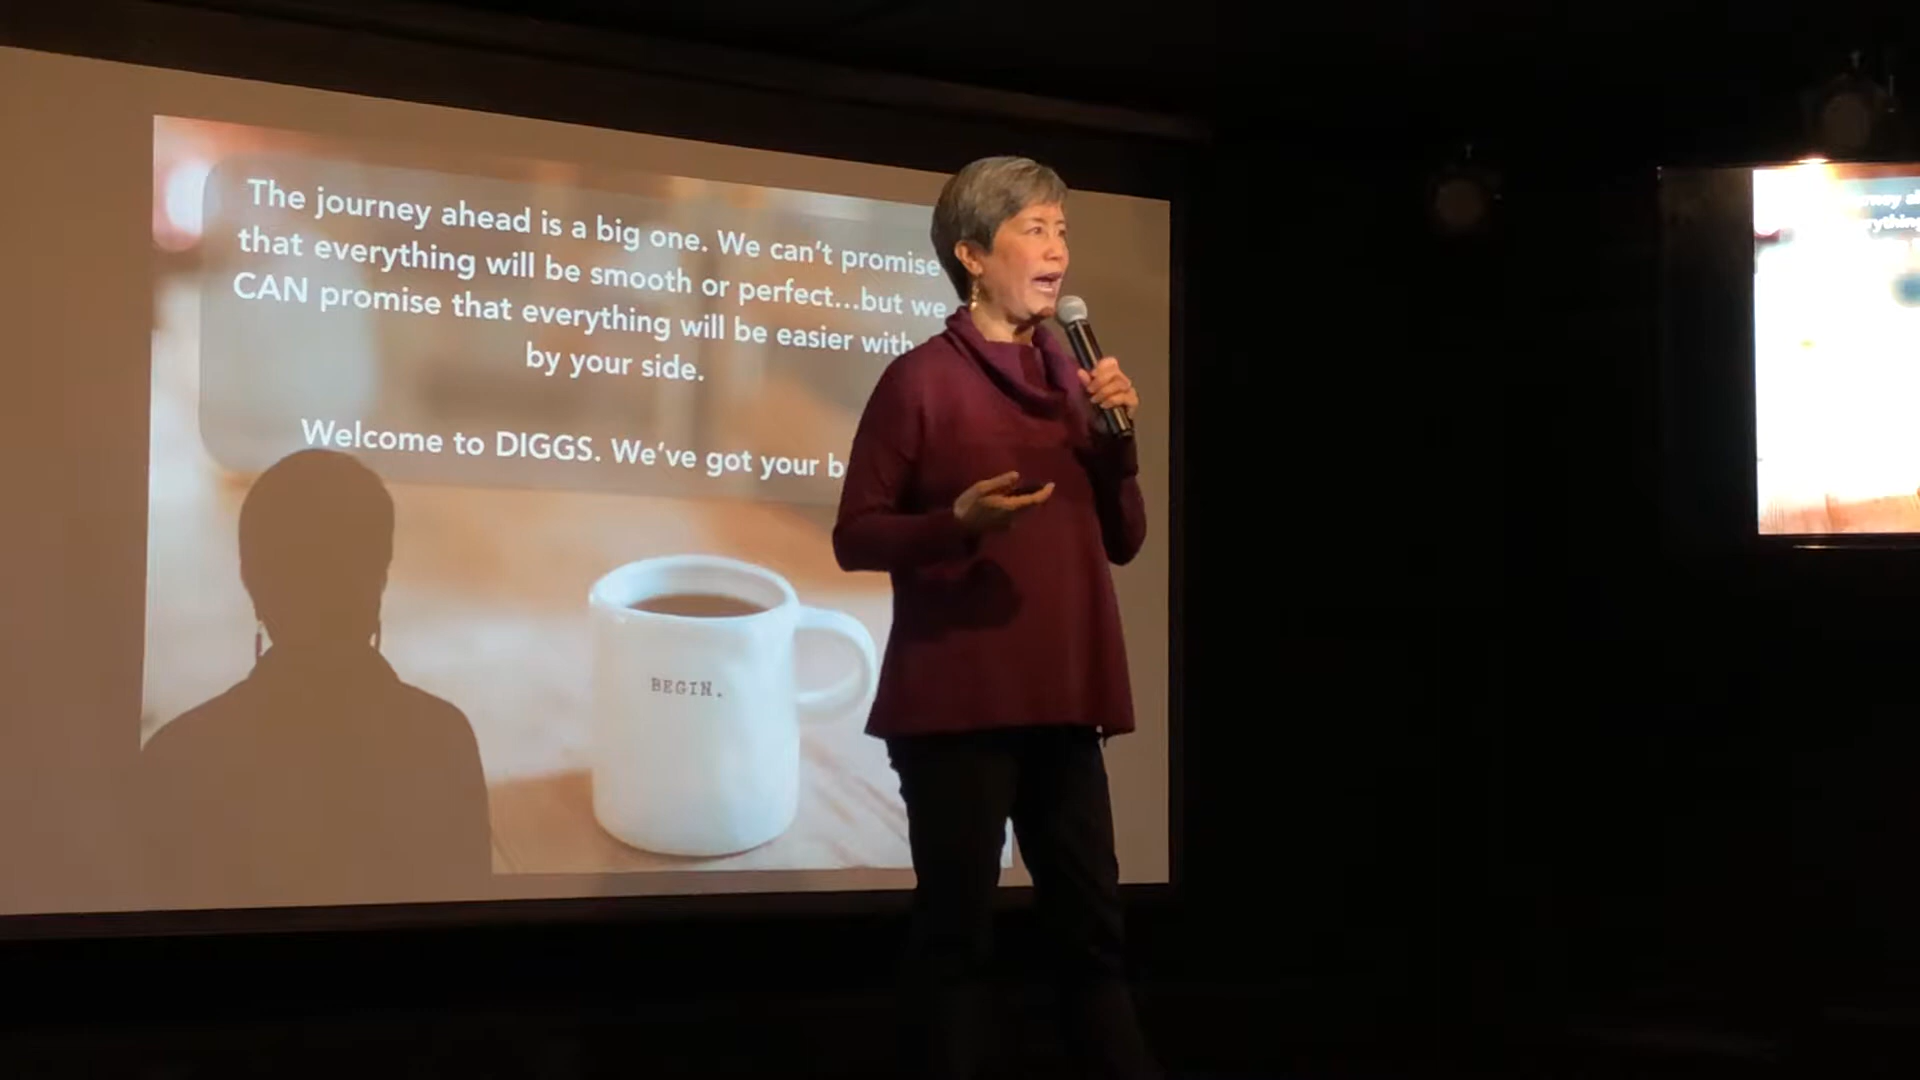 The journey ahead is a big one. We can't promise
that everything will be smooth or perfect...but we
CAN promise that everything will be easier with
by your side.
Welcome to DIGGS. We've got your b
BEGIN.